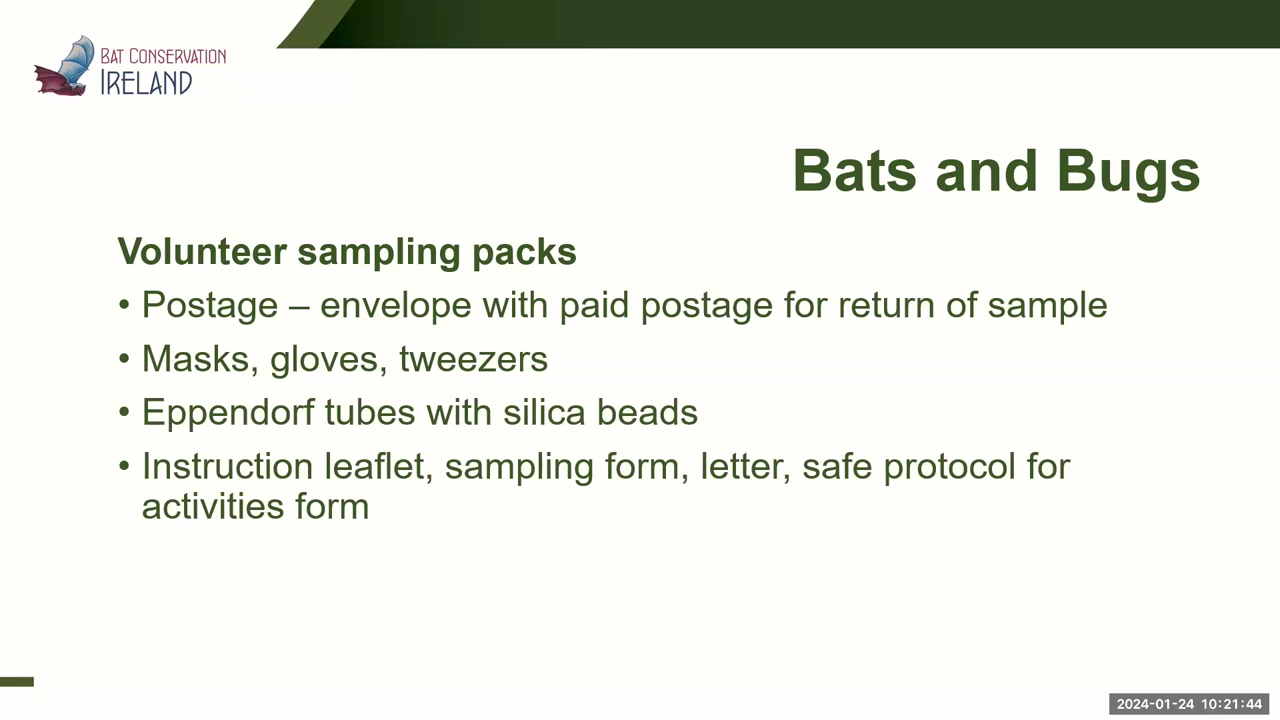 BAT CONSERVATION
IRELAND
Bats and Bugs
Volunteer sampling packs
• Postage – envelope with paid postage for return of sample
• Masks, gloves, tweezers
• Eppendorf tubes with silica beads
• Instruction leaflet, sampling form, letter, safe protocol for
activities form
2024-01-24 10:21:44